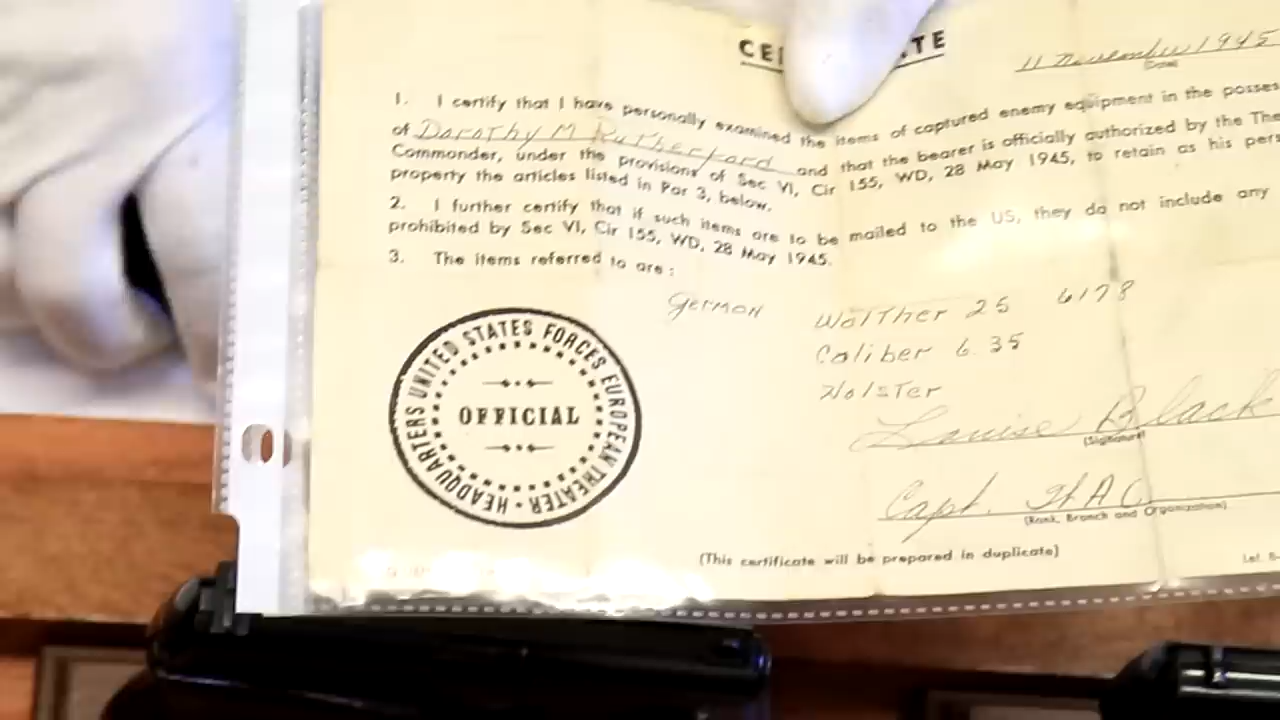 CE TE
11 November 1945
(Date)
1. I certify that I have personally examined the items of captured enemy equipment in the posses
of Dorothy M Rutherford and that the bearer is officially authorized by the The
Commander, under the provisions of Sec VI, Cir 155, WD, 28 May 1945, to retain as his pers
property the articles listed in Par 3, below.
2. I further certify that if such items are to be mailed to the US, they do not include any
prohibited by Sec VI, Cir 155, WD, 28 May 1945.
3. The items referred to are:
German Walther 25 6178
Caliber 6.35
Holster
Louise Black
(Signature)
Capt. WAC
(Rank, Branch and Organization)
HEADQUARTERS UNITED STATES FORCES EUROPEAN THEATER
OFFICIAL
(This certificate will be prepared in duplicate)